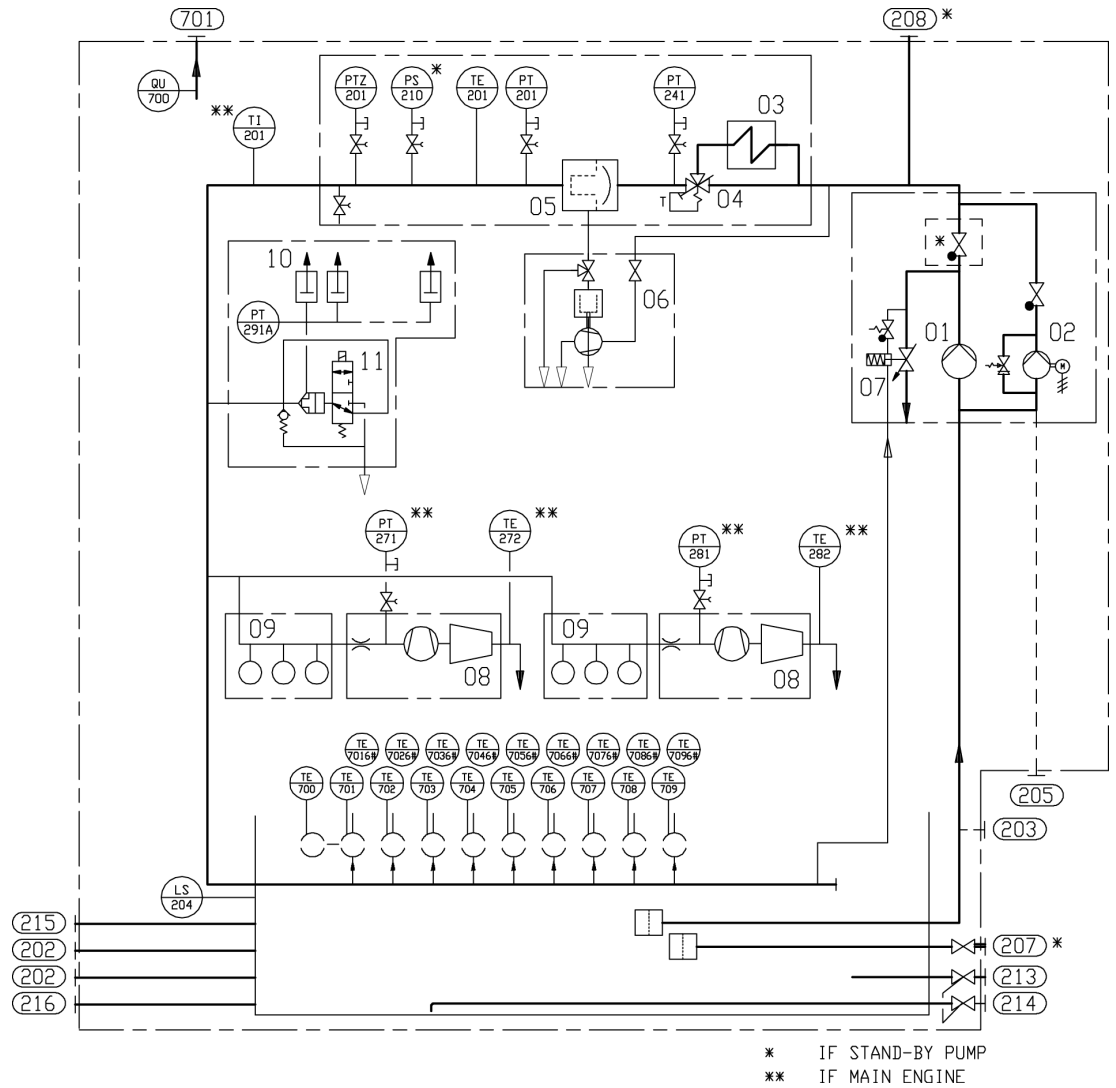 701
208 *
QU
700
** TI
201
PTZ
201
PS
210
*
TE
201
PT
201
PT
241
03
T
04
05
06
*
01
02
M
07
10
PT
291A
11
PT
271
**
TE
272
**
PT
281
**
TE
282
**
09
08
09
08
TE
7016#
TE
7026#
TE
7036#
TE
7046#
TE
7056#
TE
7066#
TE
7076#
TE
7086#
TE
7096#
TE
700
TE
701
TE
702
TE
703
TE
704
TE
705
TE
706
TE
707
TE
708
TE
709
205
203
LS
204
215
202
202
216
207 *
213
214
* IF STAND-BY PUMP
** IF MAIN ENGINE